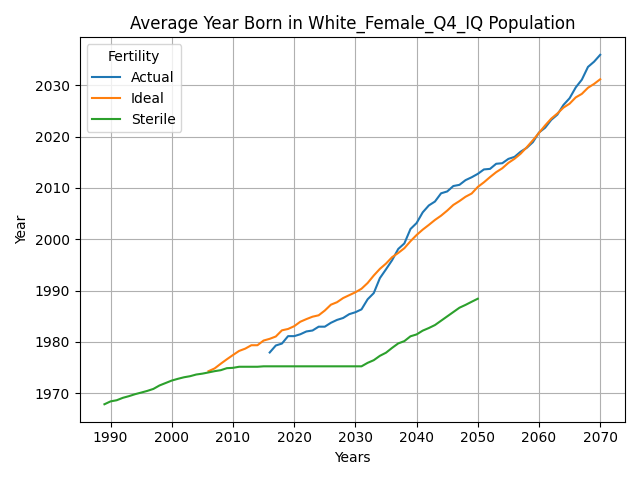 Average Year Born in White_Female_Q4_IQ Population
Fertility
Actual
Ideal
Sterile
Year
2030
2020
2010
2000
1990
1980
1970
1990 2000 2010 2020 2030 2040 2050 2060 2070
Years